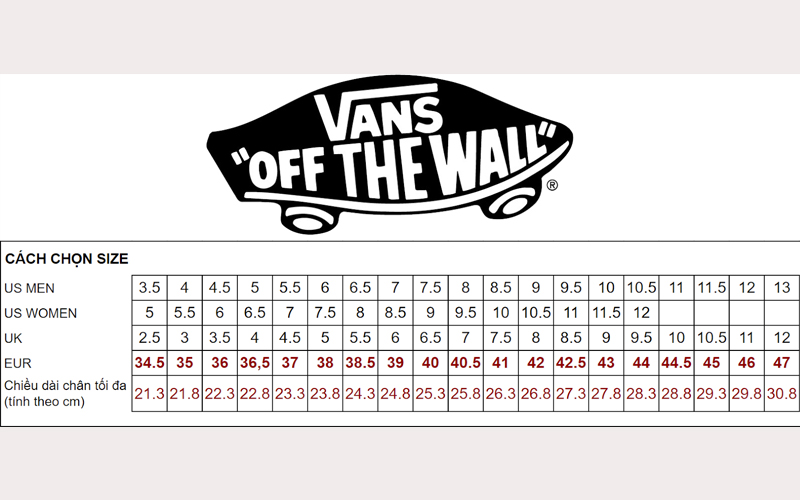 VANS
"OFF THE WALL"
®
CÁCH CHỌN SIZE
US MEN 3.5 4 4.5 5 5.5 6 6.5 7 7.5 8 8.5 9 9.5 10 10.5 11 11.5 12 13
US WOMEN 5 5.5 6 6.5 7 7.5 8 8.5 9 9.5 10 10.5 11 11.5 12
UK 2.5 3 3.5 4 4.5 5 5.5 6 6.5 7 7.5 8 8.5 9 9.5 10 10.5 11 12
EUR 34.5 35 36 36,5 37 38 38.5 39 40 40.5 41 42 42.5 43 44 44.5 45 46 47
Chiều dài chân tối đa
(tính theo cm) 21.3 21.8 22.3 22.8 23.3 23.8 24.3 24.8 25.3 25.8 26.3 26.8 27.3 27.8 28.3 28.8 29.3 29.8 30.8